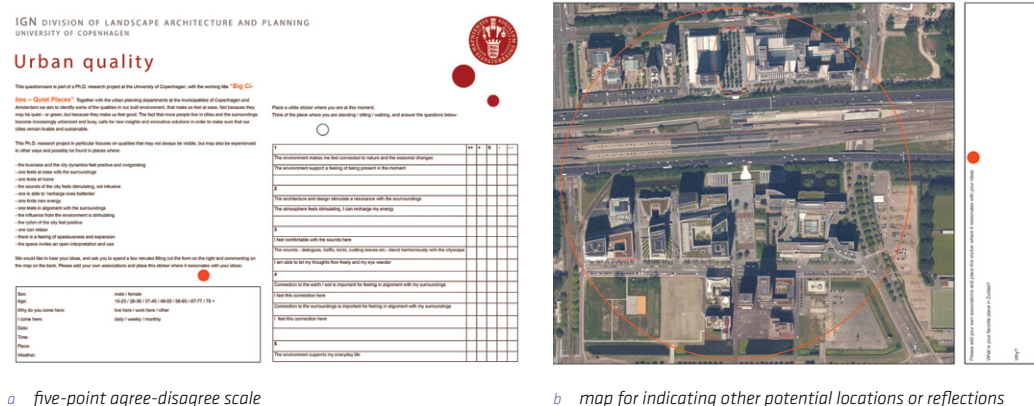 IGN DIVISION OF LANDSCAPE ARCHITECTURE AND PLANNING
UNIVERSITY OF COPENHAGEN
Urban quality
This questionnaire is part of a Ph.D. research project at the University of Copenhagen, with the working title "Big Ci-
ties – Quiet Places" Together with the urban planning departments at the municipalities of Copenhagen and
Amsterdam we aim to identify some of the qualities in our built environment, that make us feel at ease. Not because they
may be quiet - or green, but because they make us feel good. The fact that more people live in cities and the surroundings
become increasingly urbanized and busy, calls for new insights and innovative solutions in order to make sure that our
cities remain livable and sustainable.
This Ph.D. research project in particular focuses on qualities that may not always be visible, but may also be experienced
in other ways and possibly be found in places where:
- the business and the city dynamics feel positive and invigorating
- one feels at ease with the surroundings
- one feels at home
- the sounds of the city feels stimulating, not intrusive
- one is able to 'recharge ones batteries'
- one finds new energy
- one feels in alignment with the surroundings
- the influence from the environment is stimulating
- the rythm of the city feel positive
- one can relax
- there is a feeling of spaciousness and expansion
- the space invites an open interpretation and use
We would like to hear your ideas, and ask you to spend a few minutes filling out the form on the right and commenting on
the map on the back. Please add your own associations and place this sticker where it resonates with your ideas:
Sex: male / female
Age: 15-25 / 26-36 / 37-45 / 46-55 / 56-65 / 67-77 / 78 +
Why do you come here: live here / work here / other
I come here: daily / weekly / monthly
Date:
Time:
Place:
Weather:
Place a white sticker where you are at this moment.
Think of the place where you are standing / sitting / walking, and answer the questions below:
1 ++ + 0 - --
The environment makes me feel connected to nature and the seasonal changes
The environment support a feeling of being present in the moment
2
The architecture and design stimulate a resonance with the sourroundings
The atmosphere feels stimulating, I can recharge my energy
3
I feel comfortable with the sounds here
The sounds - dialogues, traffic, birds, rustling leaves etc.- blend harmoniously with the cityscape
I am able to let my thoughts flow freely and my eye wander
4
Connection to the earth / soil is important for feeling in alignment with my surroundings
I feel this connection here
Connection to the surroundings is important for feeling in alignment with my surroundings
I feel this connection here
5
The environment supports my everyday life
Please add your own associations and place this sticker where it resonates with your ideas
What is your favorite place in Zuidas?
Why?
a five-point agree-disagree scale
b map for indicating other potential locations or reflections